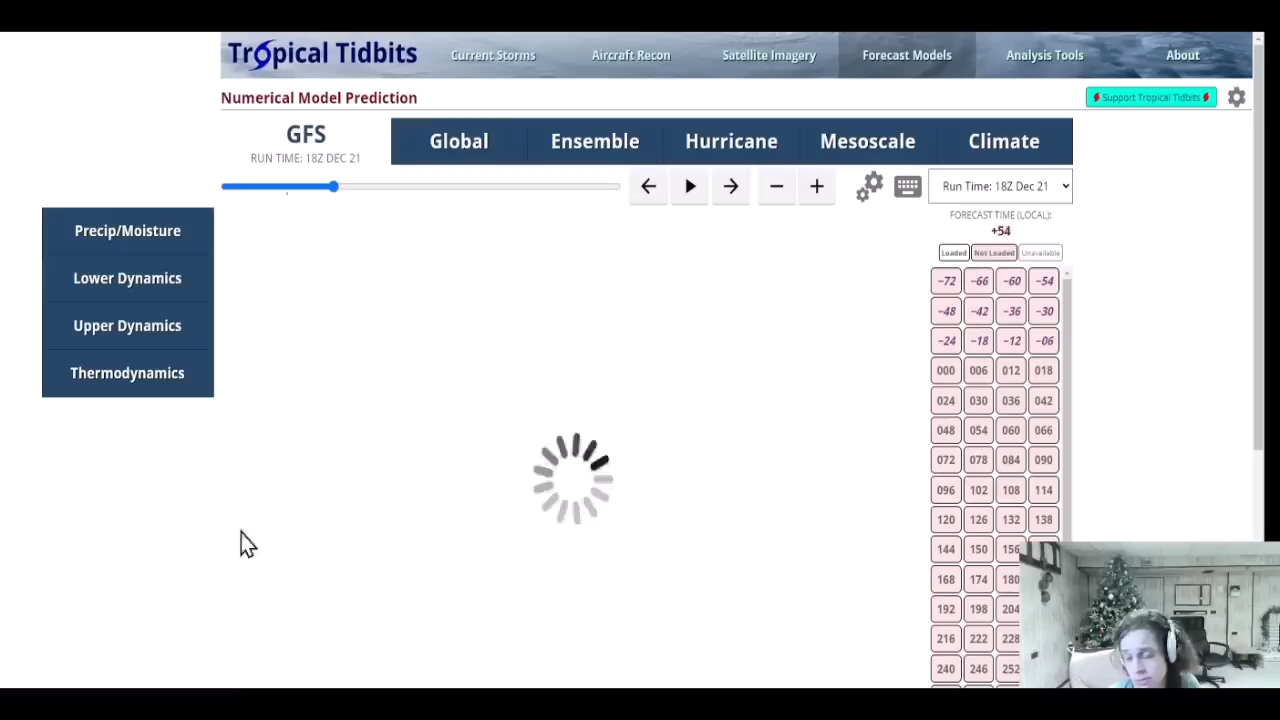 Tropical Tidbits
Current Storms
Aircraft Recon
Satellite Imagery
Forecast Models
Analysis Tools
About
Numerical Model Prediction
Support Tropical Tidbits
GFS
RUN TIME: 18Z DEC 21
Global
Ensemble
Hurricane
Mesoscale
Climate
Run Time: 18Z Dec 21
FORECAST TIME (LOCAL):
+54
Loaded
Not Loaded
Unavailable
Precip/Moisture
Lower Dynamics
Upper Dynamics
Thermodynamics
−72 −66 −60 −54
−48 −42 −36 −30
−24 −18 −12 −06
000 006 012 018
024 030 036 042
048 054 060 066
072 078 084 090
096 102 108 114
120 126 132 138
144 150 156
168 174 180
192 198 204
216 222 228
240 246 252